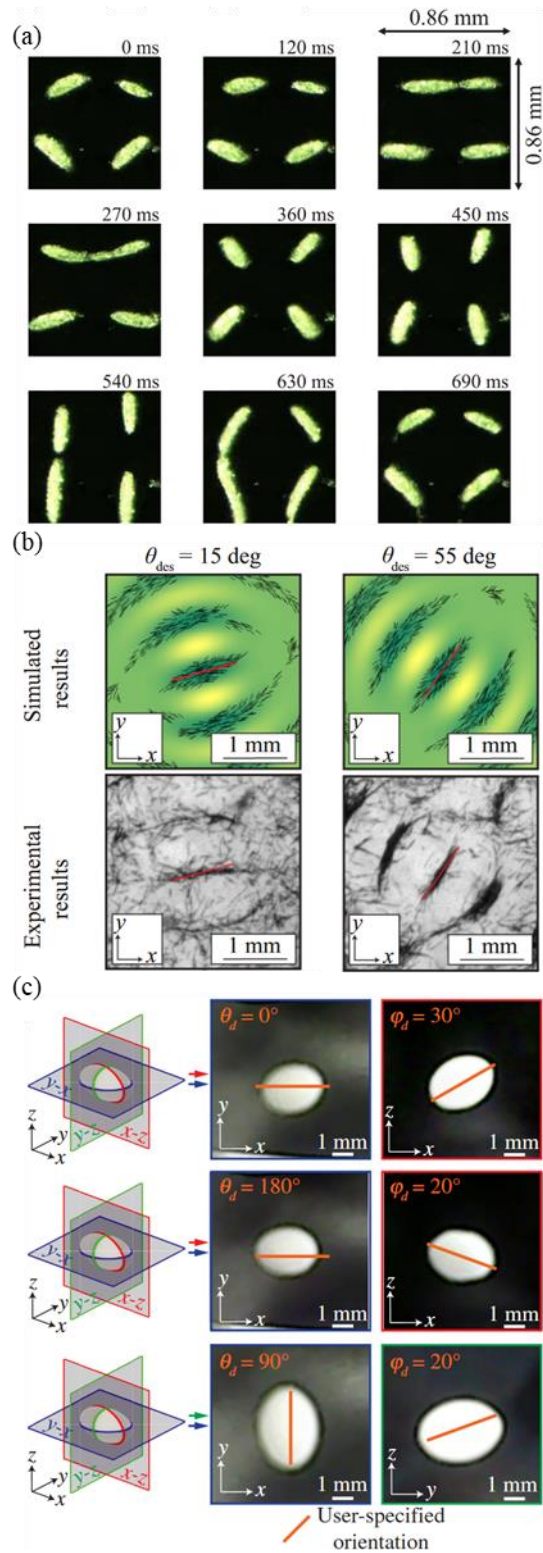 (a)
0.86 mm
0 ms 120 ms 210 ms
0.86 mm
270 ms 360 ms 450 ms
540 ms 630 ms 690 ms
(b)
θdes = 15 deg θdes = 55 deg
Simulated
results
y
x
1 mm
y
x
1 mm
Experimental
results
y
x
1 mm
y
x
1 mm
(c)
θd = 0° φd = 30°
y-x y-z x-z
z
y
x
y
x
1 mm
z
x
1 mm
θd = 180° φd = 20°
y-x y-z x-z
z
y
x
y
x
1 mm
z
x
1 mm
θd = 90° φd = 20°
y-x y-z x-z
z
y
x
y
x
1 mm
z
y
1 mm
User-specified
orientation